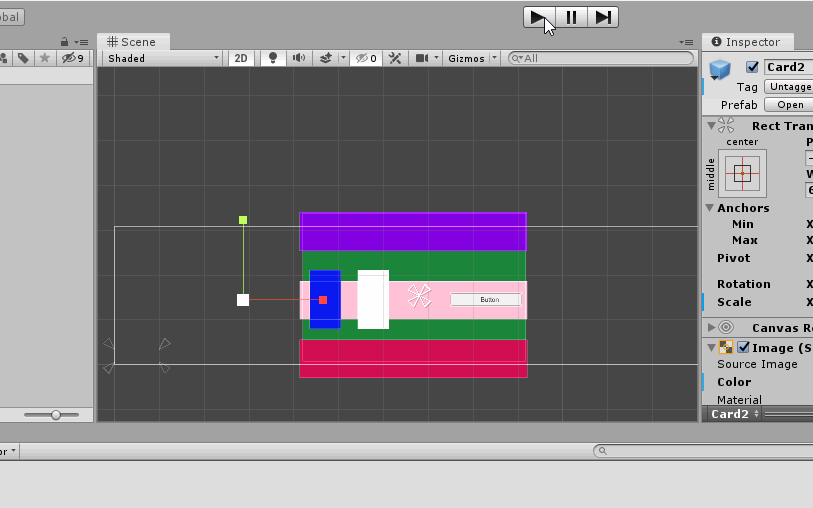 obal
Scene
Inspector
9
Shaded
2D
0
Gizmos
All
Card2
Tag Untagge
Prefab Open
Rect Tran
center
P
middle
W
6
Anchors
Min X
Max X
Pivot X
Rotation X
Scale X
Button
Canvas Re
Image (S
Source Image
Color
Material
Card2
or